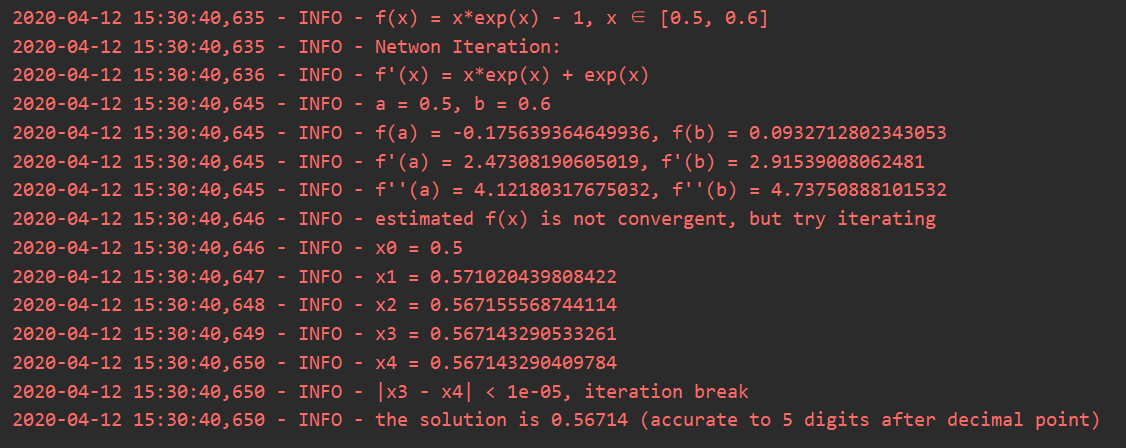 2020-04-12 15:30:40,635 - INFO - f(x) = x*exp(x) - 1, x ∈ [0.5, 0.6]
2020-04-12 15:30:40,635 - INFO - Netwon Iteration:
2020-04-12 15:30:40,636 - INFO - f'(x) = x*exp(x) + exp(x)
2020-04-12 15:30:40,645 - INFO - a = 0.5, b = 0.6
2020-04-12 15:30:40,645 - INFO - f(a) = -0.175639364649936, f(b) = 0.0932712802343053
2020-04-12 15:30:40,645 - INFO - f'(a) = 2.47308190605019, f'(b) = 2.91539008062481
2020-04-12 15:30:40,645 - INFO - f''(a) = 4.12180317675032, f''(b) = 4.73750888101532
2020-04-12 15:30:40,646 - INFO - estimated f(x) is not convergent, but try iterating
2020-04-12 15:30:40,646 - INFO - x0 = 0.5
2020-04-12 15:30:40,647 - INFO - x1 = 0.571020439808422
2020-04-12 15:30:40,648 - INFO - x2 = 0.567155568744114
2020-04-12 15:30:40,649 - INFO - x3 = 0.567143290533261
2020-04-12 15:30:40,650 - INFO - x4 = 0.567143290409784
2020-04-12 15:30:40,650 - INFO - |x3 - x4| < 1e-05, iteration break
2020-04-12 15:30:40,650 - INFO - the solution is 0.56714 (accurate to 5 digits after decimal point)